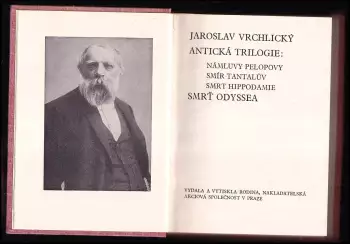 JAROSLAV VRCHLICKÝ
ANTICKÁ TRILOGIE:
NÁMLUVY PELOPOVY
SMÍR TANTALŮV
SMRT HIPPODAMIE
SMRŤ ODYSSEA
VYDALA A VYTISKLA RODINA, NAKLADATELSKÁ
AKCIOVÁ SPOLEČNOST V PRAZE